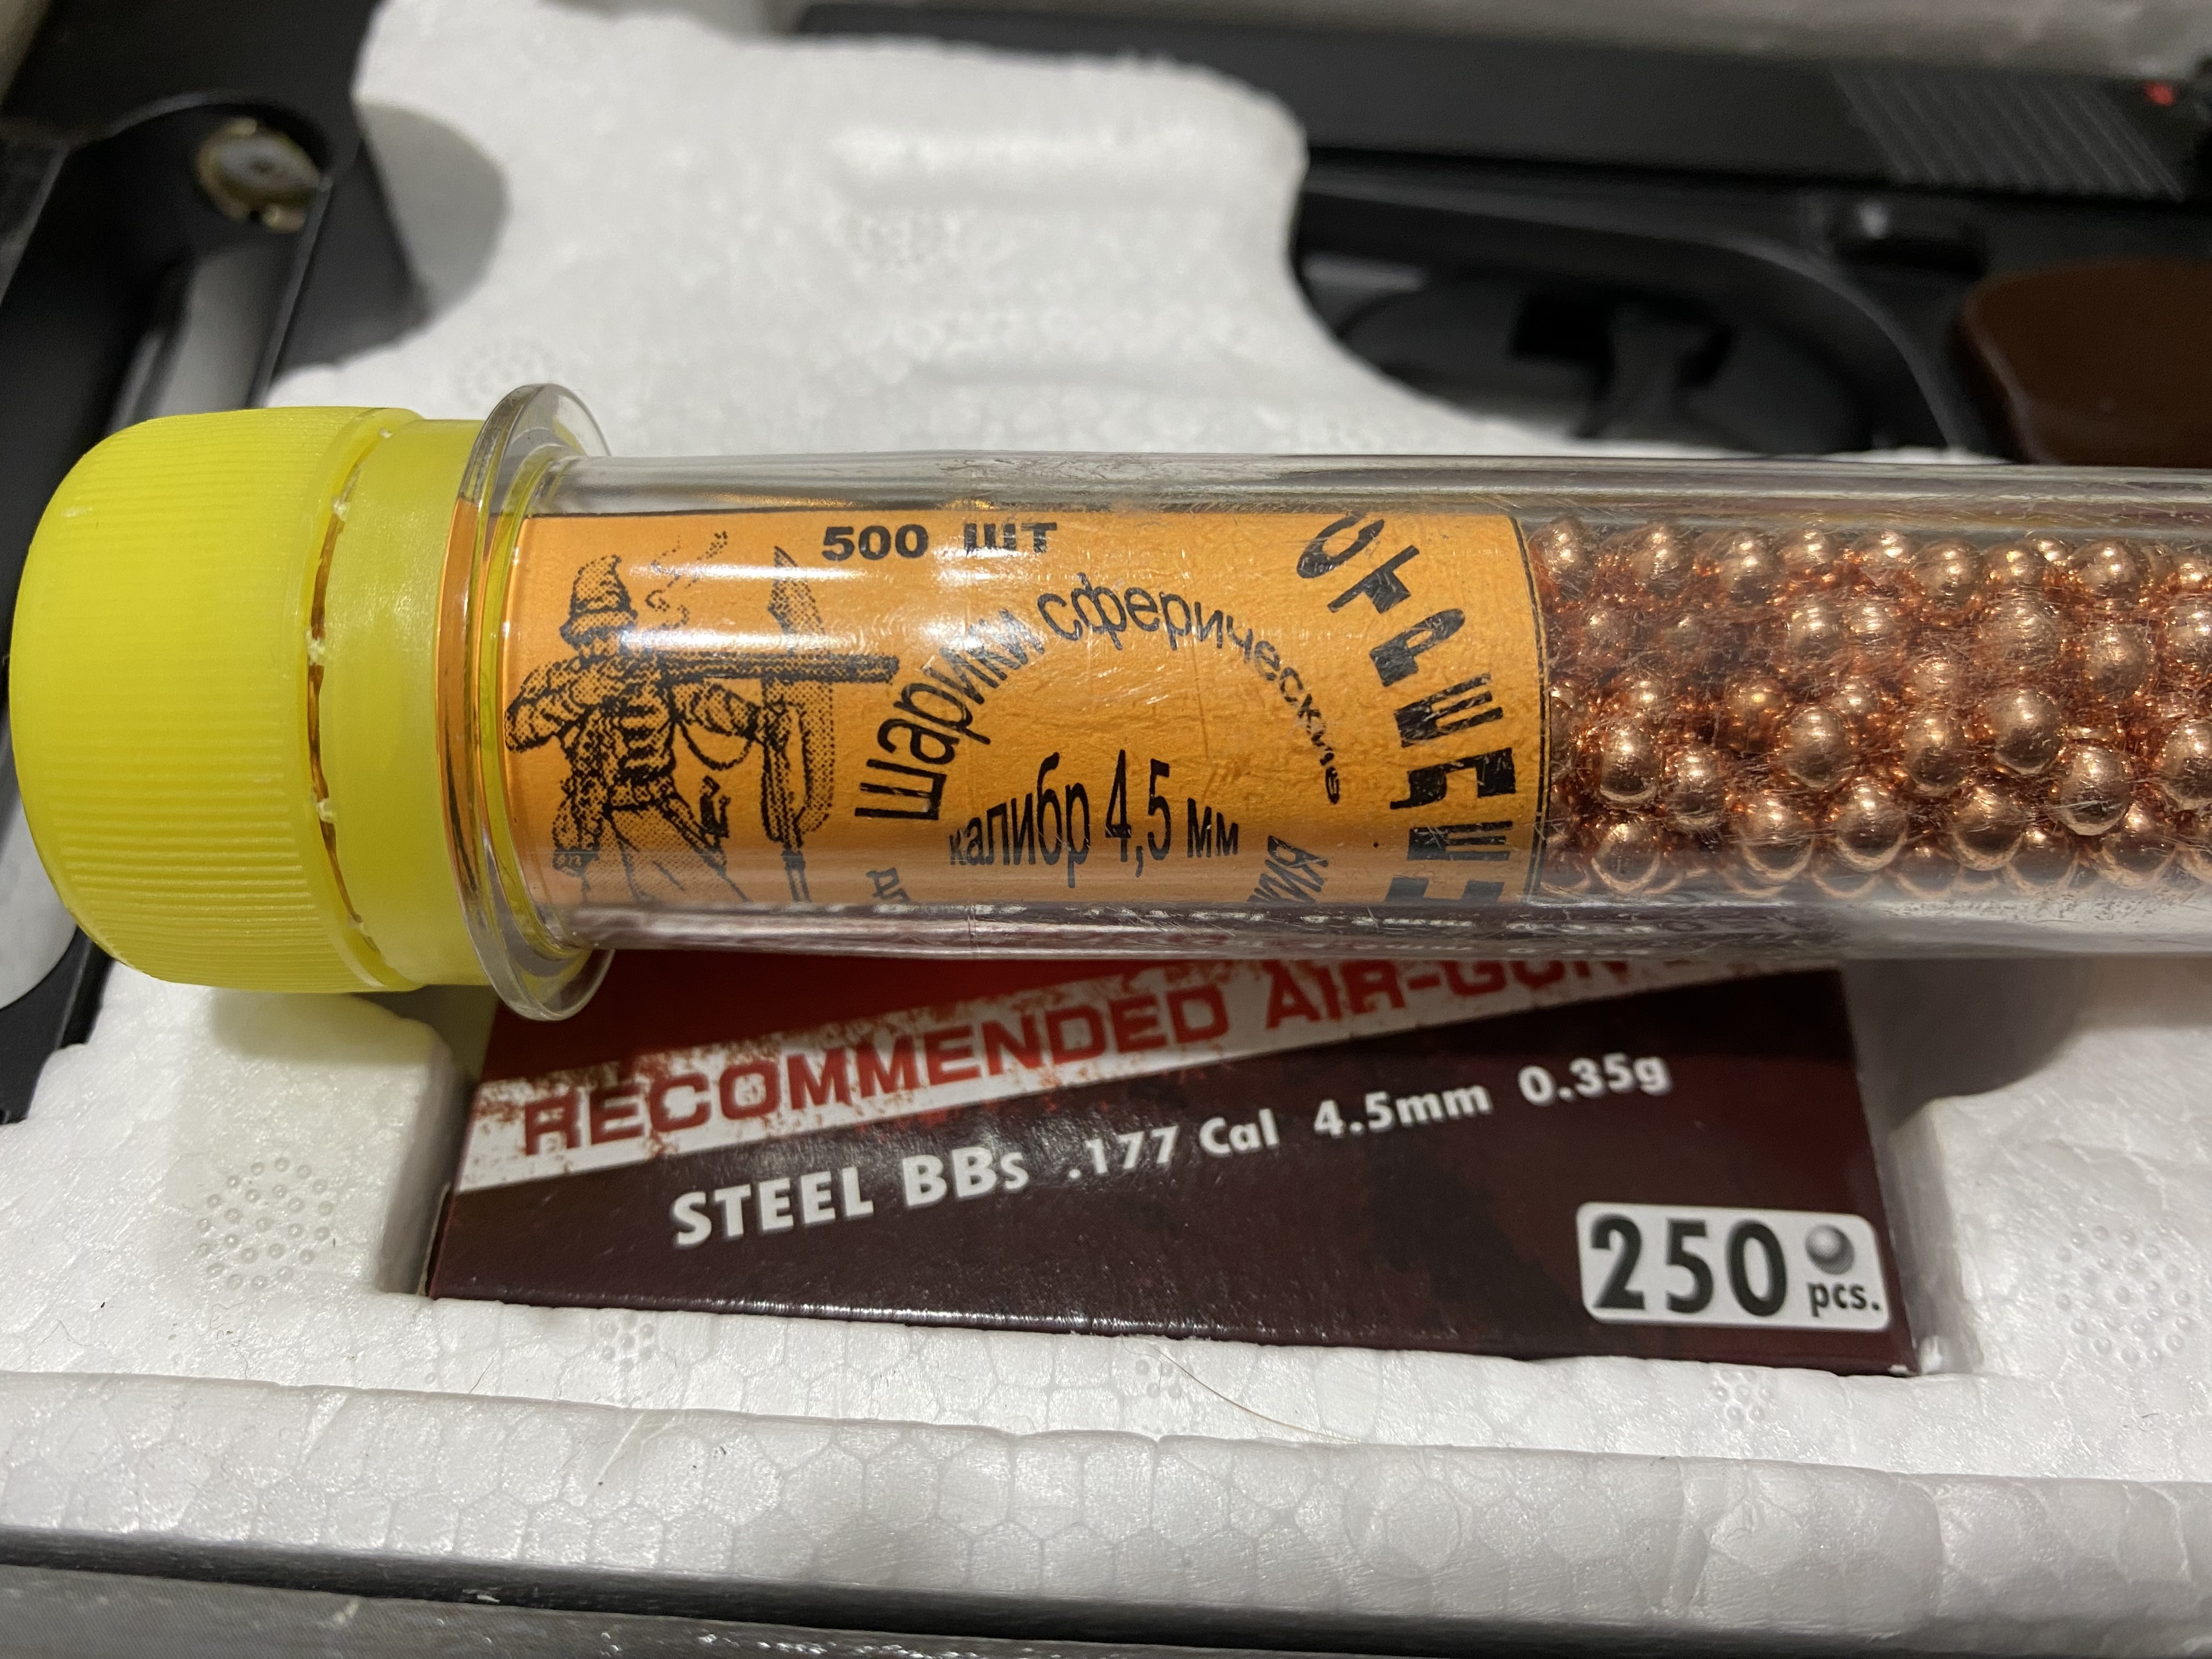 500 ШТ
Шарики сферические
калибр 4,5 мм
RECOMMENDED AIR-GUN
STEEL BBs .177 Cal 4.5mm 0.35g
250 pcs.